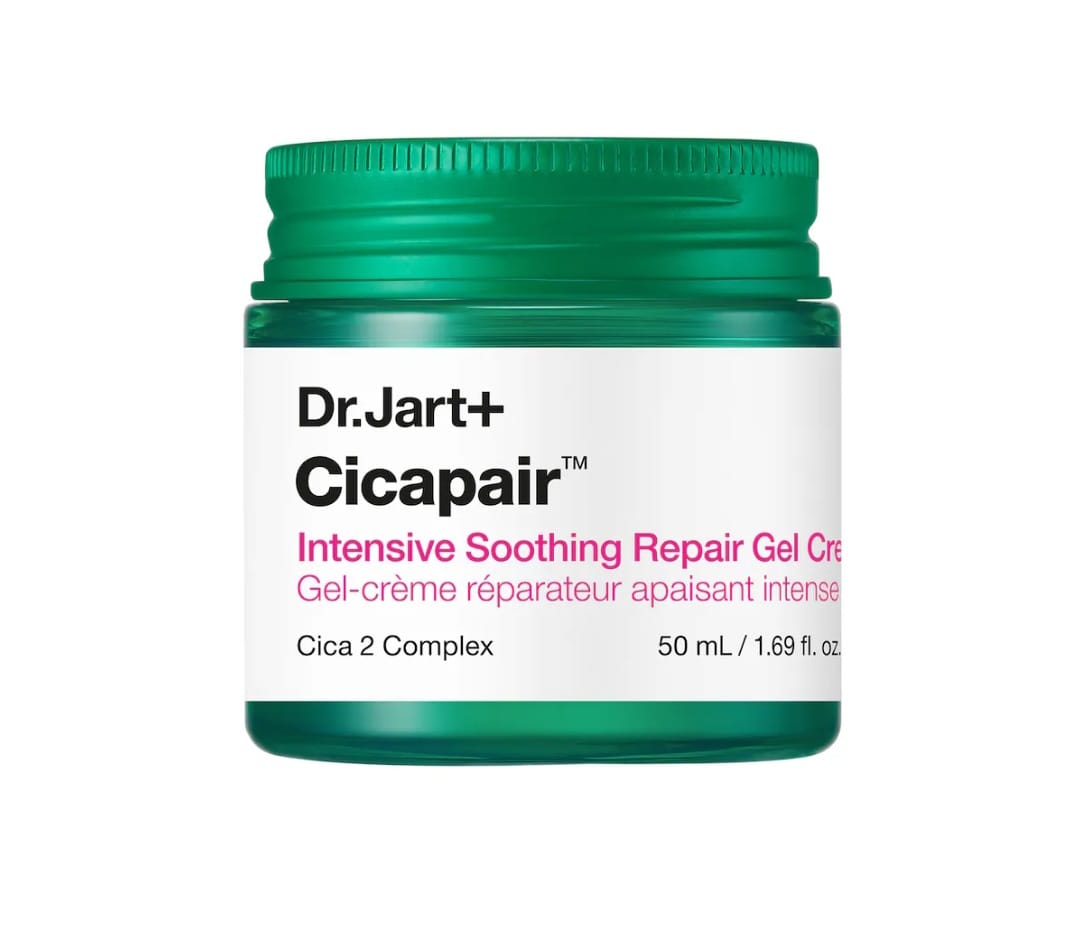 Dr.Jart+
Cicapair™
Intensive Soothing Repair Gel Cre
Gel-crème réparateur apaisant intense
Cica 2 Complex
50 mL / 1.69 fl. oz.